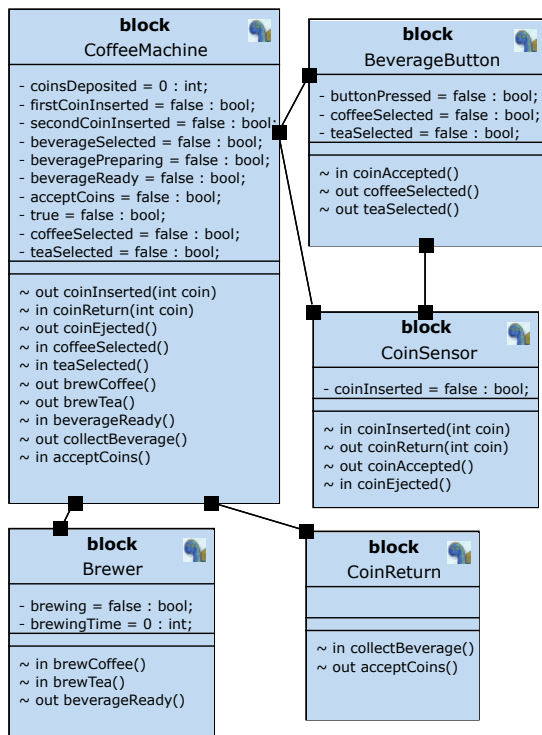 block
CoffeeMachine
- coinsDeposited = 0 : int;
- firstCoinInserted = false : bool;
- secondCoinInserted = false : bool;
- beverageSelected = false : bool;
- beverapePreparing = false : bool;
- beverageReady = false : bool;
- acceptCoins = false : bool;
- true = false : bool;
- coffeeSelected = false : bool;
- teaSelected = false : bool;
~ out coinInserted(int coin)
~ in coinReturn(int coin)
~ out coinEjected()
~ in coffeeSelected()
~ in teaSelected()
~ out brewCoffee()
~ out brewTea()
~ in beverageReady()
~ out collectBeverage()
~ in acceptCoins()
block
BeverageButton
- buttonPressed = false : bool;
- coffeeSelected = false : bool;
- teaSelected = false : bool;
~ in coinAccepted()
~ out coffeeSelected()
~ out teaSelected()
block
CoinSensor
- coinInserted = false : bool;
~ in coinInserted(int coin)
~ out coinReturn(int coin)
~ out coinAccepted()
~ in coinEjected()
block
Brewer
- brewing = false : bool;
- brewingTime = 0 : int;
~ in brewCoffee()
~ in brewTea()
~ out beverageReady()
block
CoinReturn
~ in collectBeverage()
~ out acceptCoins()